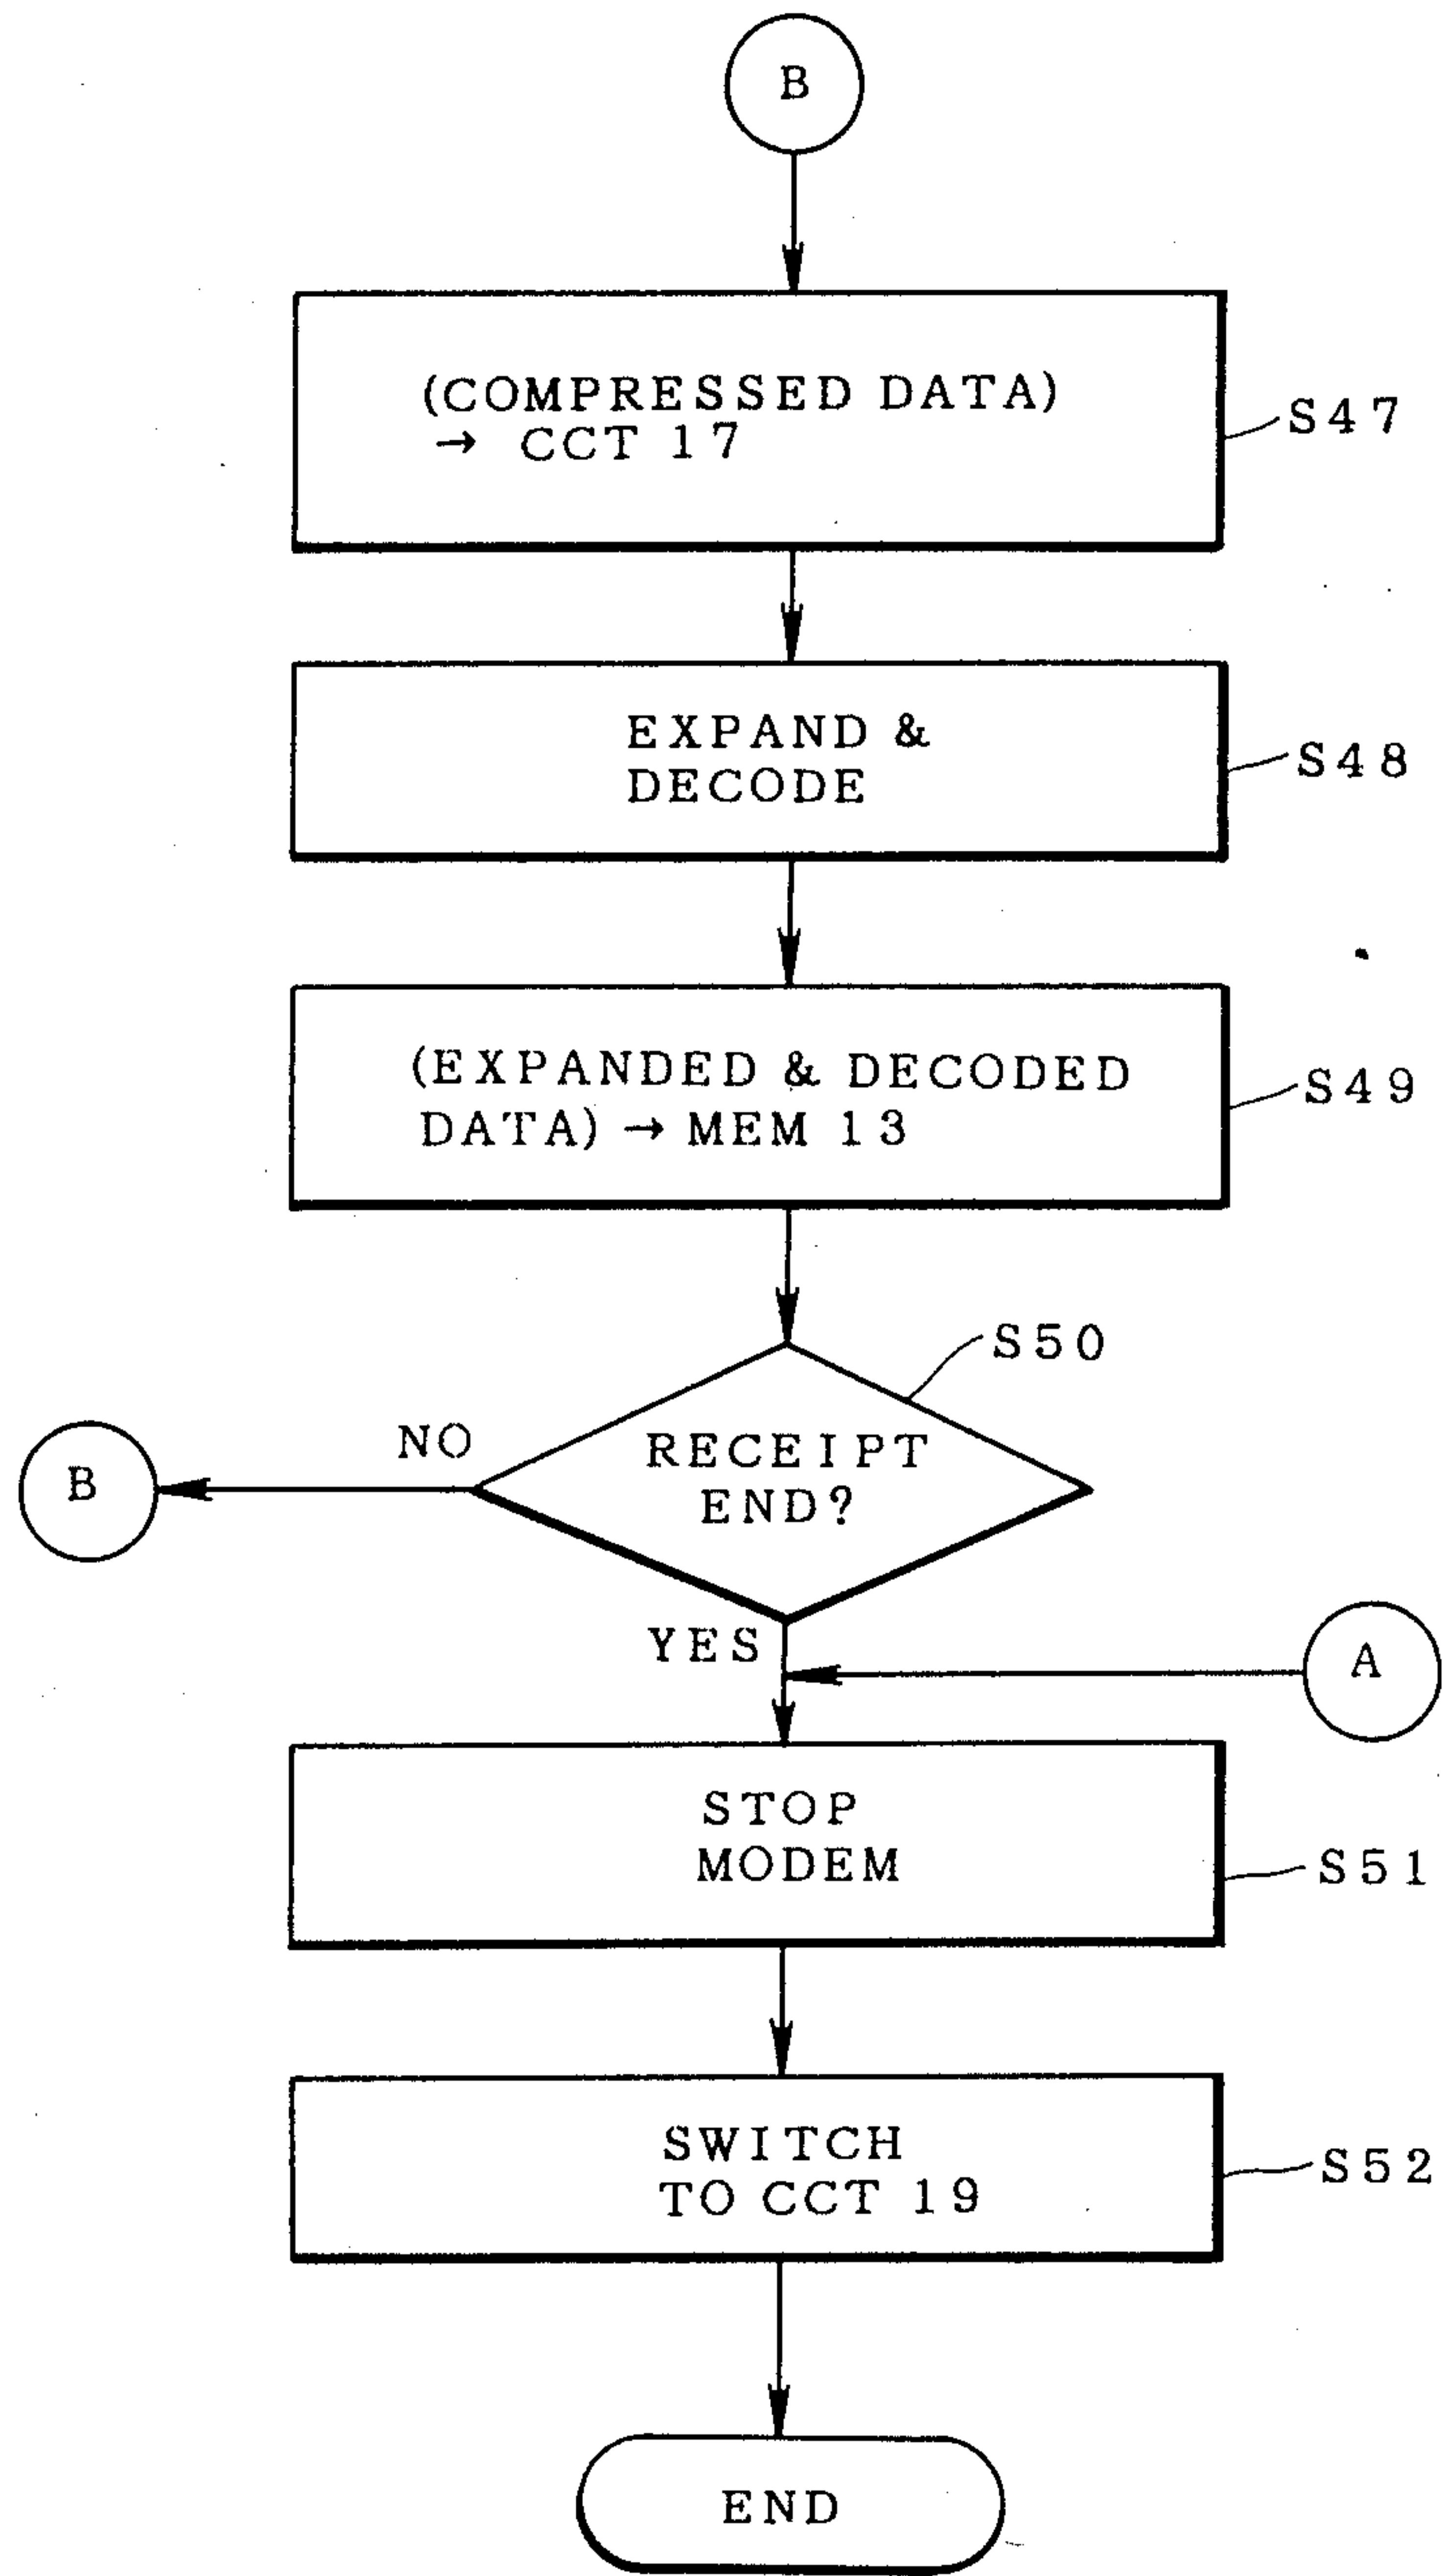 B
(COMPRESSED DATA)
→ CCT 17
S47
EXPAND &
DECODE
S48
(EXPANDED & DECODED
DATA) → MEM 13
S49
S50
NO
RECEIPT
END?
B
YES
A
STOP
MODEM
S51
SWITCH
TO CCT 19
S52
END